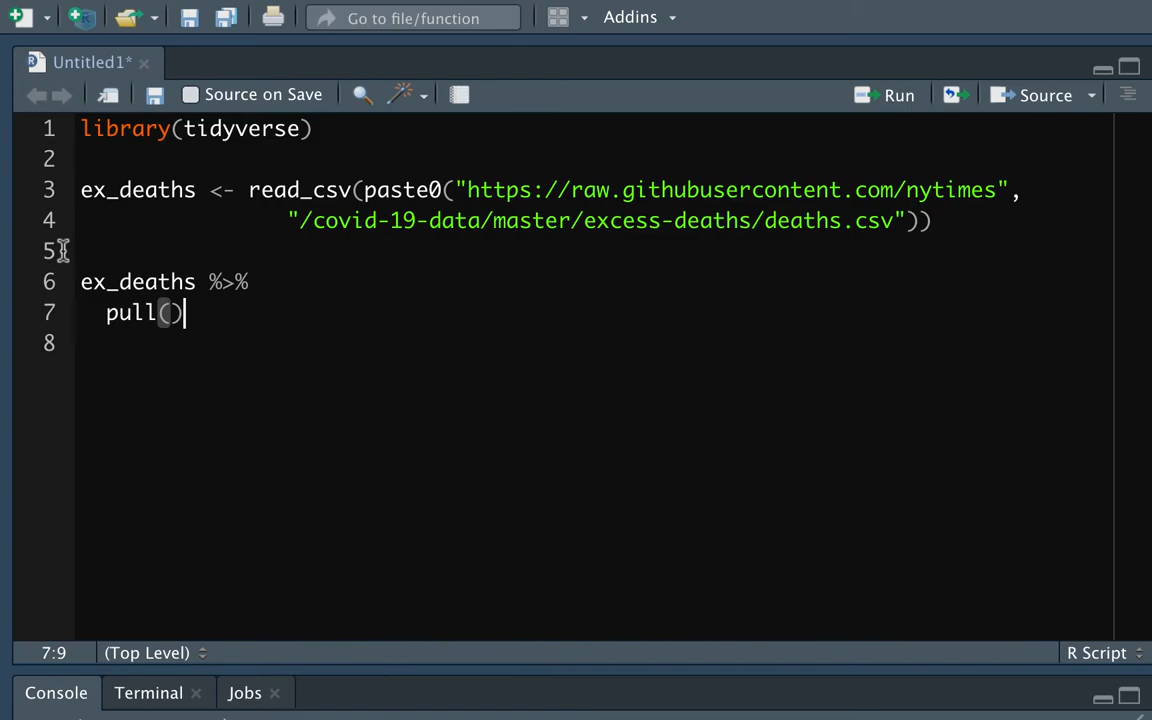 Go to file/function
Addins
Untitled1*
Source on Save
Run
Source
1 library(tidyverse)
2
3 ex_deaths <- read_csv(paste0("https://raw.githubusercontent.com/nytimes",
4 "/covid-19-data/master/excess-deaths/deaths.csv"))
5
6 ex_deaths %>%
7 pull()
8
7:9
(Top Level)
R Script
Console
Terminal
Jobs